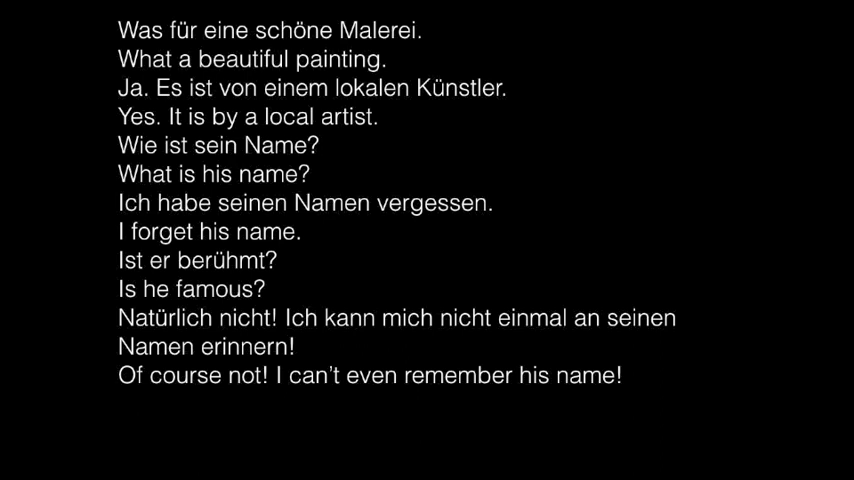 Was für eine schöne Malerei.
What a beautiful painting.
Ja. Es ist von einem lokalen Künstler.
Yes. It is by a local artist.
Wie ist sein Name?
What is his name?
Ich habe seinen Namen vergessen.
I forget his name.
Ist er berühmt?
Is he famous?
Natürlich nicht! Ich kann mich nicht einmal an seinen
Namen erinnern!
Of course not! I can’t even remember his name!